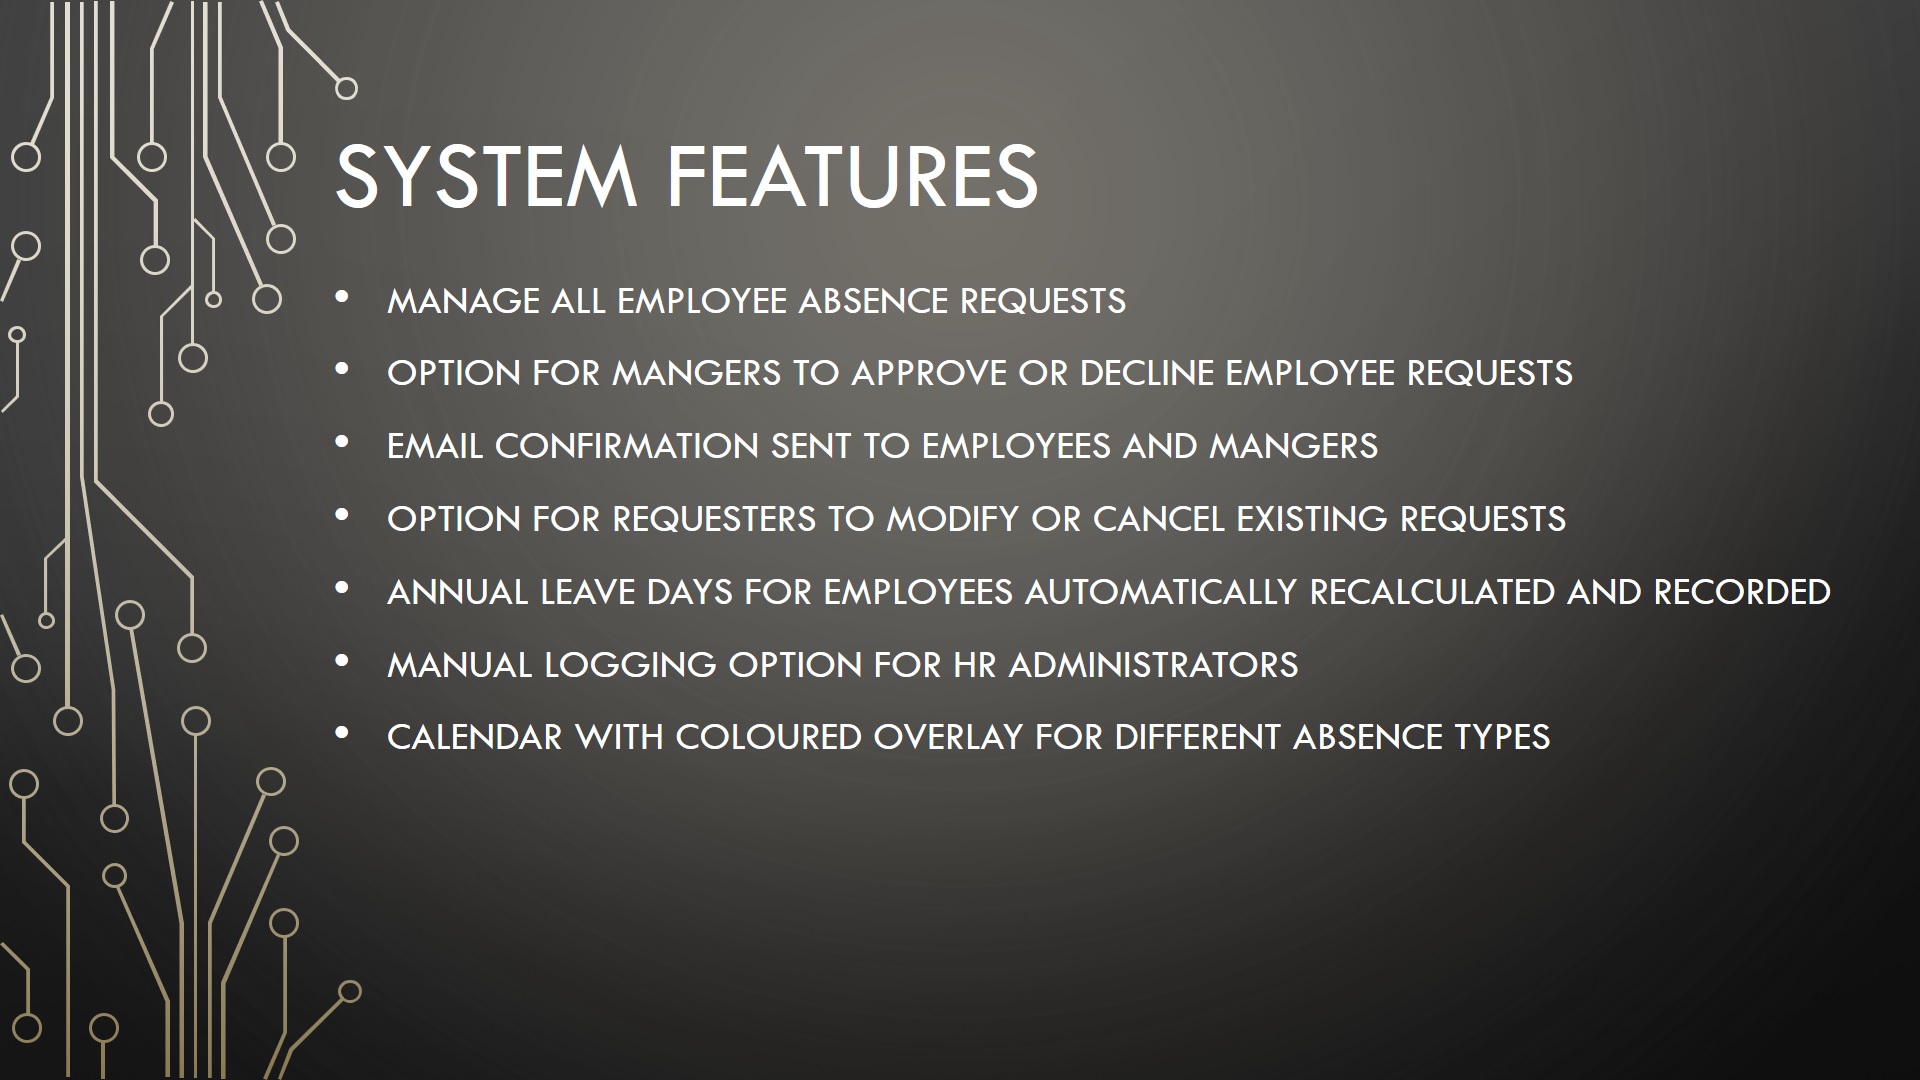 SYSTEM FEATURES
• MANAGE ALL EMPLOYEE ABSENCE REQUESTS
• OPTION FOR MANGERS TO APPROVE OR DECLINE EMPLOYEE REQUESTS
• EMAIL CONFIRMATION SENT TO EMPLOYEES AND MANGERS
• OPTION FOR REQUESTERS TO MODIFY OR CANCEL EXISTING REQUESTS
• ANNUAL LEAVE DAYS FOR EMPLOYEES AUTOMATICALLY RECALCULATED AND RECORDED
• MANUAL LOGGING OPTION FOR HR ADMINISTRATORS
• CALENDAR WITH COLOURED OVERLAY FOR DIFFERENT ABSENCE TYPES